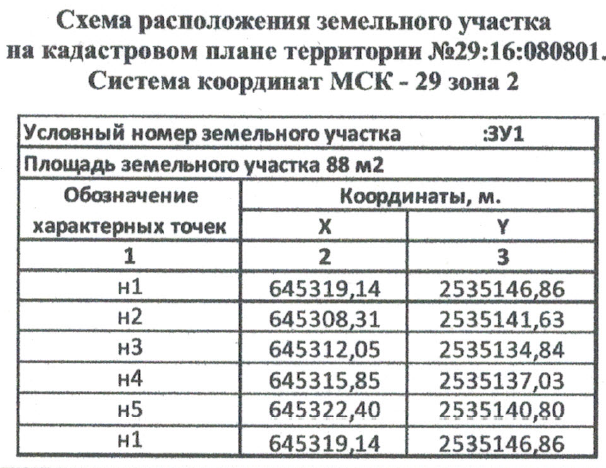 Схема расположения земельного участка
на кадастровом плане территории №29:16:080801.
Система координат МСК - 29 зона 2
Условный номер земельного участка :ЗУ1
Площадь земельного участка 88 м2
Обозначение характерных точек Координаты, м.
X Y
1 2 3
н1 645319,14 2535146,86
н2 645308,31 2535141,63
н3 645312,05 2535134,84
н4 645315,85 2535137,03
н5 645322,40 2535140,80
н1 645319,14 2535146,86